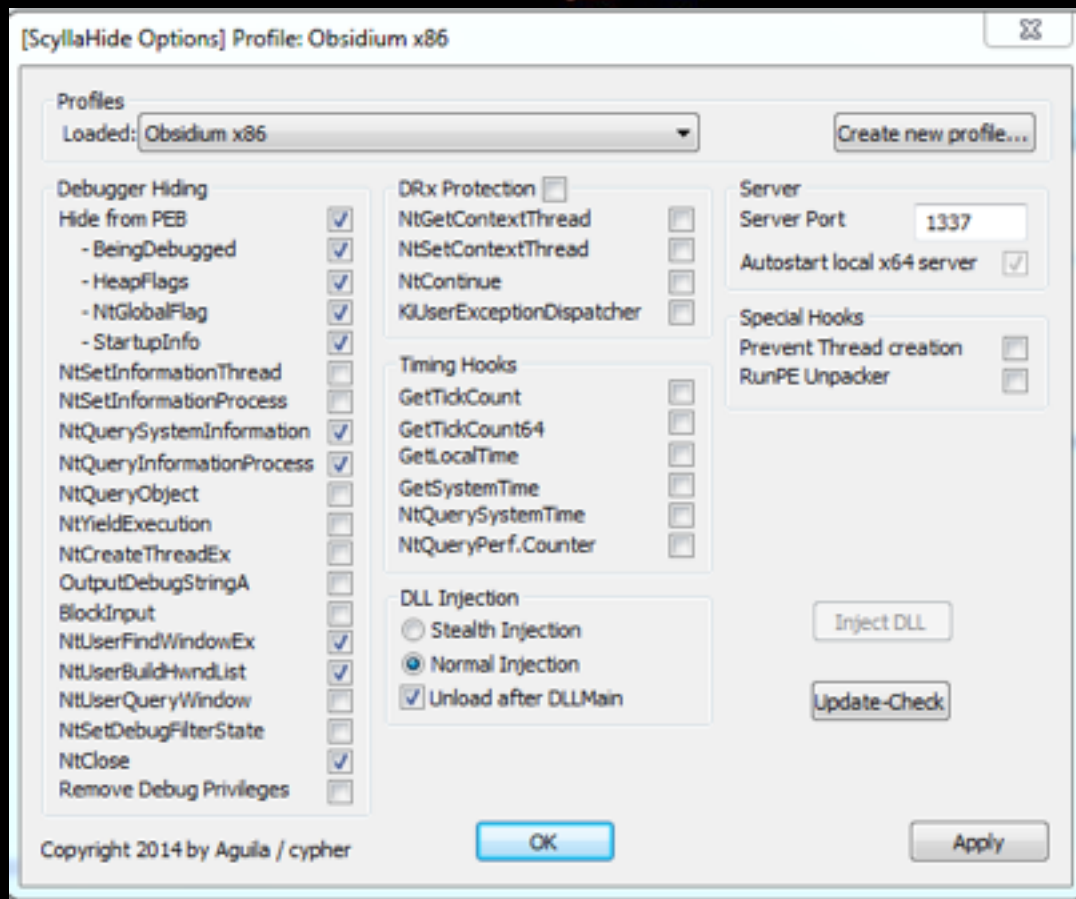 [ScyllaHide Options] Profile: Obsidium x86
Profiles
Loaded: Obsidium x86
Create new profile...
Debugger Hiding
Hide from PEB
- BeingDebugged
- HeapFlags
- NtGlobalFlag
- StartupInfo
NtSetInformationThread
NtSetInformationProcess
NtQuerySystemInformation
NtQueryInformationProcess
NtQueryObject
NtYieldExecution
NtCreateThreadEx
OutputDebugStringA
BlockInput
NtUserFindWindowEx
NtUserBuildHwndList
NtUserQueryWindow
NtSetDebugFilterState
NtClose
Remove Debug Privileges
DRx Protection
NtGetContextThread
NtSetContextThread
NtContinue
KiUserExceptionDispatcher
Timing Hooks
GetTickCount
GetTickCount64
GetLocalTime
GetSystemTime
NtQuerySystemTime
NtQueryPerf.Counter
DLL Injection
Stealth Injection
Normal Injection
Unload after DLLMain
Server
Server Port 1337
Autostart local x64 server
Special Hooks
Prevent Thread creation
RunPE Unpacker
Inject DLL
Update-Check
Copyright 2014 by Aguila / cypher
OK
Apply